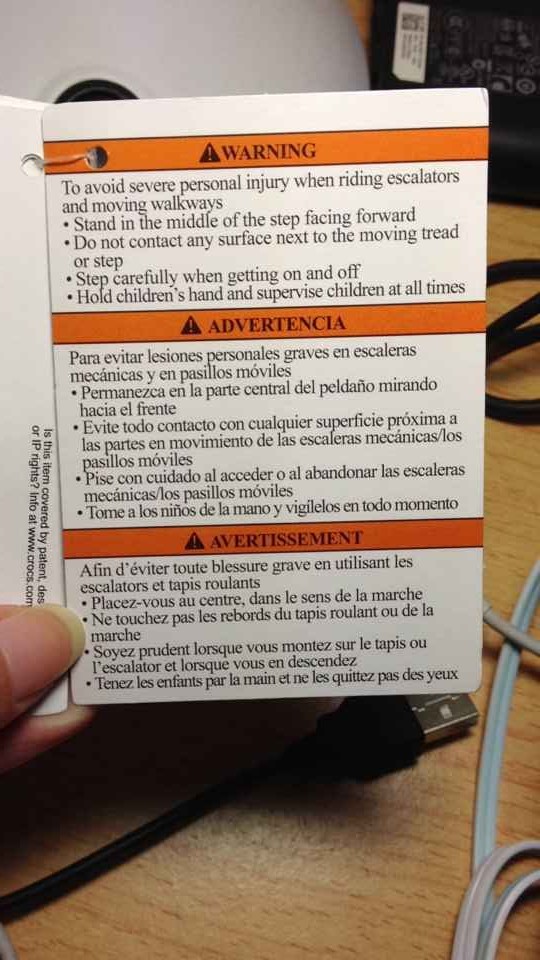 WARNING
To avoid severe personal injury when riding escalators
and moving walkways
• Stand in the middle of the step facing forward
• Do not contact any surface next to the moving tread
or step
• Step carefully when getting on and off
• Hold children's hand and supervise children at all times
ADVERTENCIA
Para evitar lesiones personales graves en escaleras
mecánicas y en pasillos móviles
• Permanezca en la parte central del peldaño mirando
hacia el frente
• Evite todo contacto con cualquier superficie próxima a
las partes en movimiento de las escaleras mecánicas/los
pasillos móviles
• Pise con cuidado al acceder o al abandonar las escaleras
mecánicas/los pasillos móviles
• Tome a los niños de la mano y vigílelos en todo momento
AVERTISSEMENT
Afin d'éviter toute blessure grave en utilisant les
escalators et tapis roulants
• Placez-vous au centre, dans le sens de la marche
• Ne touchez pas les rebords du tapis roulant ou de la
marche
• Soyez prudent lorsque vous montez sur le tapis ou
l'escalator et lorsque vous en descendez
• Tenez les enfants par la main et ne les quittez pas des yeux
Is this item covered by patent, des
or IP rights? Info at www.crocs.com